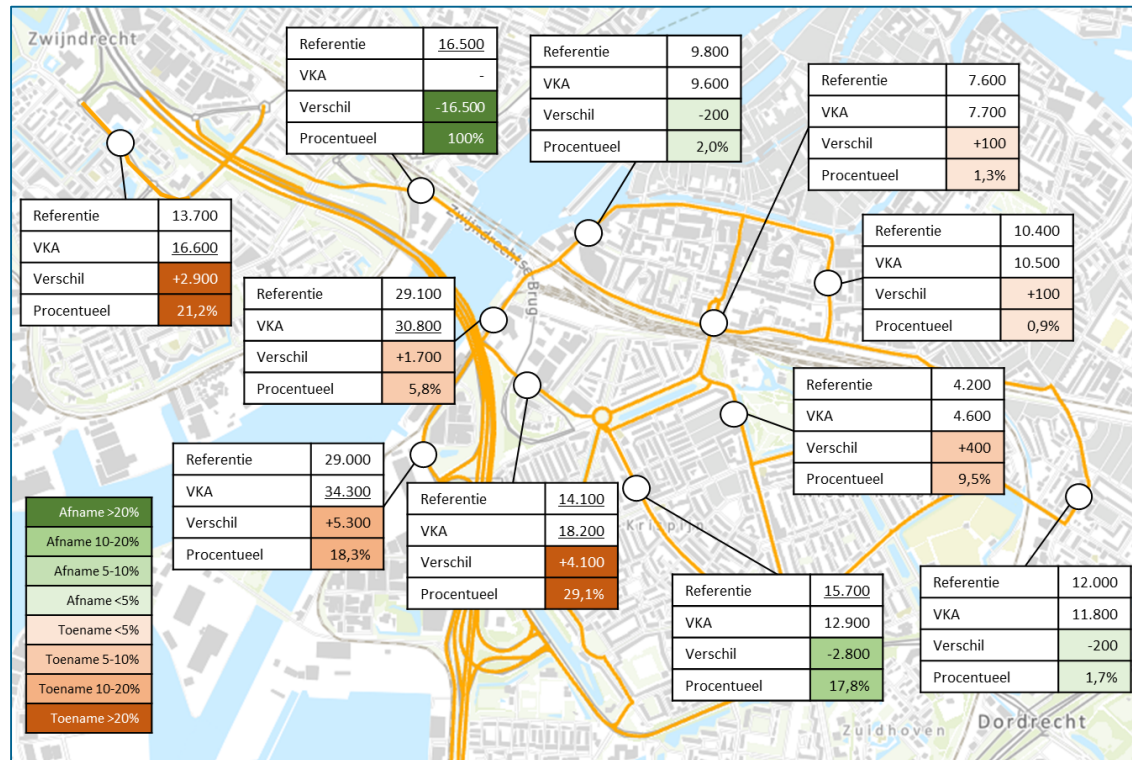 Zwijndrecht
Referentie 16.500
VKA -
Verschil -16.500
Procentueel 100%
Referentie 9.800
VKA 9.600
Verschil -200
Procentueel 2,0%
Referentie 7.600
VKA 7.700
Verschil +100
Procentueel 1,3%
Referentie 13.700
VKA 16.600
Verschil +2.900
Procentueel 21,2%
Zwijndrechtse Brug
Referentie 10.400
VKA 10.500
Verschil +100
Procentueel 0,9%
Referentie 29.100
VKA 30.800
Verschil +1.700
Procentueel 5,8%
Referentie 4.200
VKA 4.600
Verschil +400
Procentueel 9,5%
Referentie 29.000
VKA 34.300
Verschil +5.300
Procentueel 18,3%
Referentie 14.100
VKA 18.200
Verschil +4.100
Procentueel 29,1%
Krispijn
Referentie 15.700
VKA 12.900
Verschil -2.800
Procentueel 17,8%
Referentie 12.000
VKA 11.800
Verschil -200
Procentueel 1,7%
Afname >20%
Afname 10-20%
Afname 5-10%
Afname <5%
Toename <5%
Toename 5-10%
Toename 10-20%
Toename >20%
Dordrecht
Zuidhoven